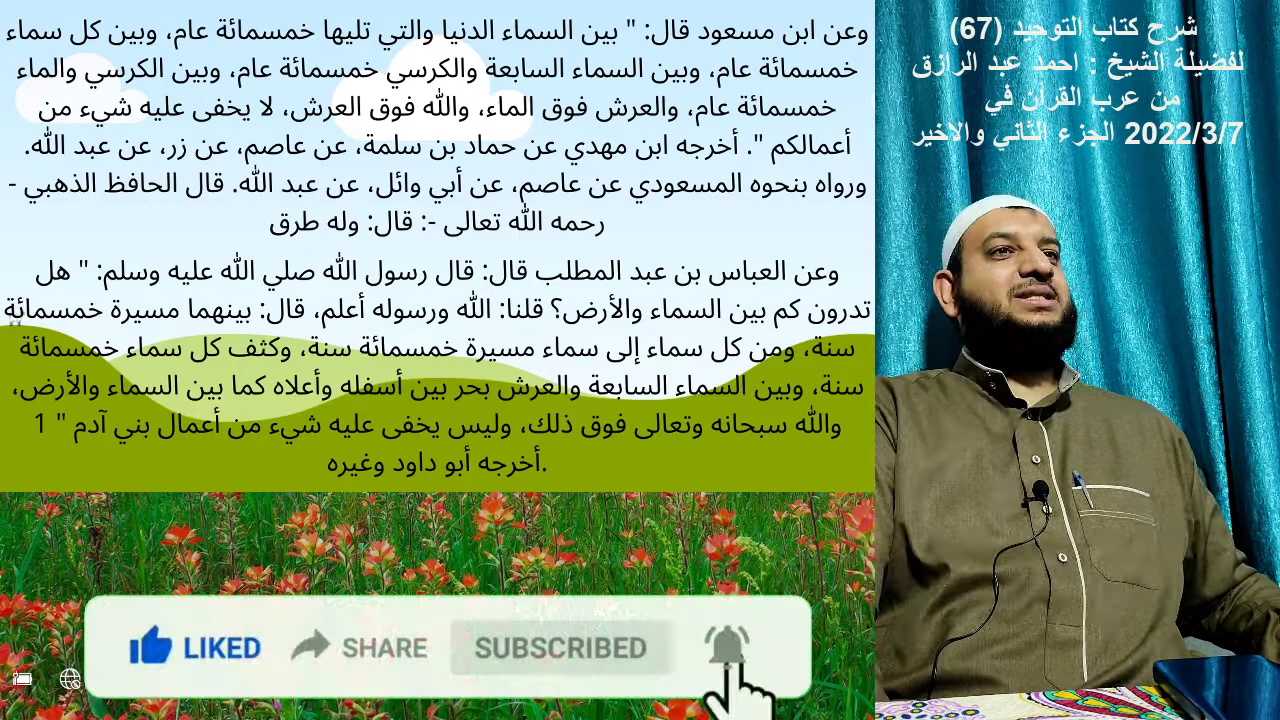 وعن ابن مسعود قال: " بين السماء الدنيا والتي تليها خمسمائة عام، وبين كل سماء
خمسمائة عام، وبين السماء السابعة والكرسي خمسمائة عام، وبين الكرسي والماء
خمسمائة عام، والعرش فوق الماء، والله فوق العرش، لا يخفى عليه شيء من
أعمالكم ". أخرجه ابن مهدي عن حماد بن سلمة، عن عاصم، عن زر، عن عبد الله.
ورواه بنحوه المسعودي عن عاصم، عن أبي وائل، عن عبد الله. قال الحافظ الذهبي -
رحمه الله تعالى -: قال: وله طرق
وعن العباس بن عبد المطلب قال: قال رسول الله صلي الله عليه وسلم: " هل
تدرون كم بين السماء والأرض؟ قلنا: الله ورسوله أعلم، قال: بينهما مسيرة خمسمائة
سنة، ومن كل سماء إلى سماء مسيرة خمسمائة سنة، وكثف كل سماء خمسمائة
سنة، وبين السماء السابعة والعرش بحر بين أسفله وأعلاه كما بين السماء والأرض،
والله سبحانه وتعالى فوق ذلك، وليس يخفى عليه شيء من أعمال بني آدم " 1
.أخرجه أبو داود وغيره
شرح كتاب التوحيد (67)
لفضيلة الشيخ : احمد عبد الرازق
من عرب القرآن في
2022/3/7 الجزء الثاني والاخير
LIKED SHARE SUBSCRIBED